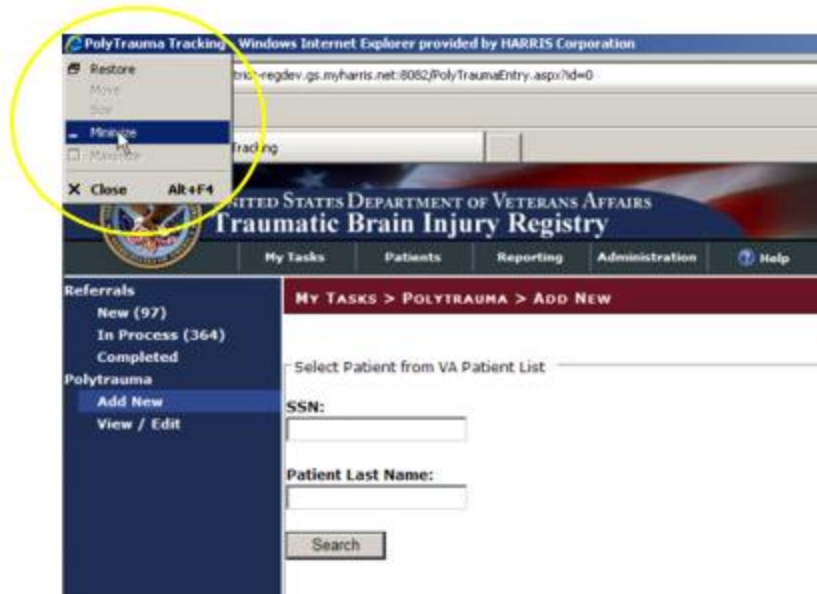 PolyTrauma Tracking - Windows Internet Explorer provided by HARRIS Corporation
Restore
trict-regdev.gs.myharris.net:8082/PolyTraumaEntry.aspx?id=0
Move
Size
Minimize
Tracking
Maximize
X Close Alt+F4
UNITED STATES DEPARTMENT OF VETERANS AFFAIRS
Traumatic Brain Injury Registry
My Tasks Patients Reporting Administration Help
Referrals
MY TASKS > POLYTRAUMA > ADD NEW
New (97)
In Process (364)
Completed
Select Patient from VA Patient List
Polytrauma
Add New
SSN:
View / Edit
Patient Last Name:
Search